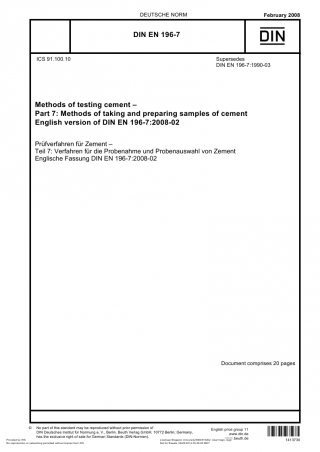 DEUTSCHE NORM
February 2008
DIN EN 196-7
DIN
ICS 91.100.10
Supersedes
DIN EN 196-7:1990-03
Methods of testing cement –
Part 7: Methods of taking and preparing samples of cement
English version of DIN EN 196-7:2008-02
Prüfverfahren für Zement –
Teil 7: Verfahren für die Probenahme und Probenauswahl von Zement
Englische Fassung DIN EN 196-7:2008-02
Document comprises 20 pages
© No part of this standard may be reproduced without prior permission of
DIN Deutsches Institut für Normung e. V., Berlin. Beuth Verlag GmbH, 10772 Berlin, Germany,
has the exclusive right of sale for German Standards (DIN-Normen).
English price group 11
www.din.de
www.beuth.de